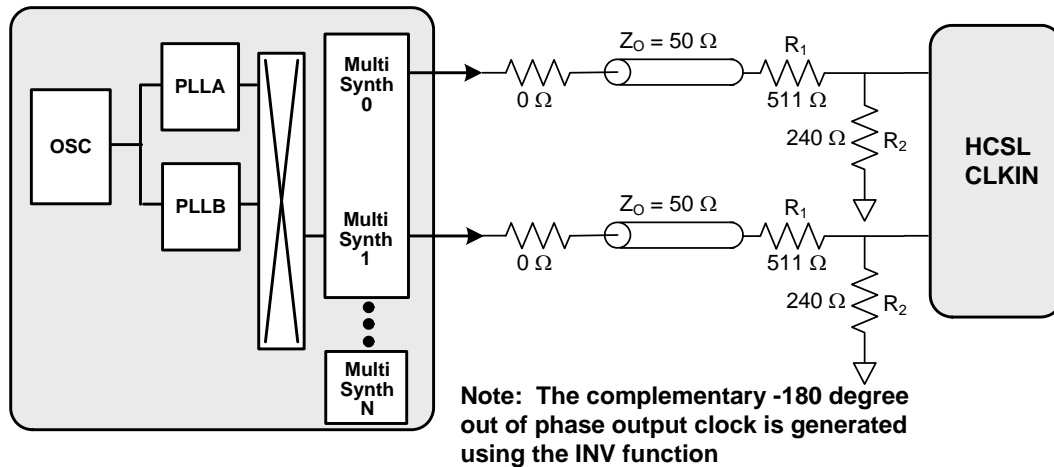 OSC
PLLA
PLLB
Multi
Synth
0
Multi
Synth
1
Multi
Synth
N
0 Ω
Z_O = 50 Ω
R_1
511 Ω
240 Ω
R_2
0 Ω
Z_O = 50 Ω
R_1
511 Ω
240 Ω
R_2
HCSL
CLKIN
Note: The complementary -180 degree
out of phase output clock is generated
using the INV function